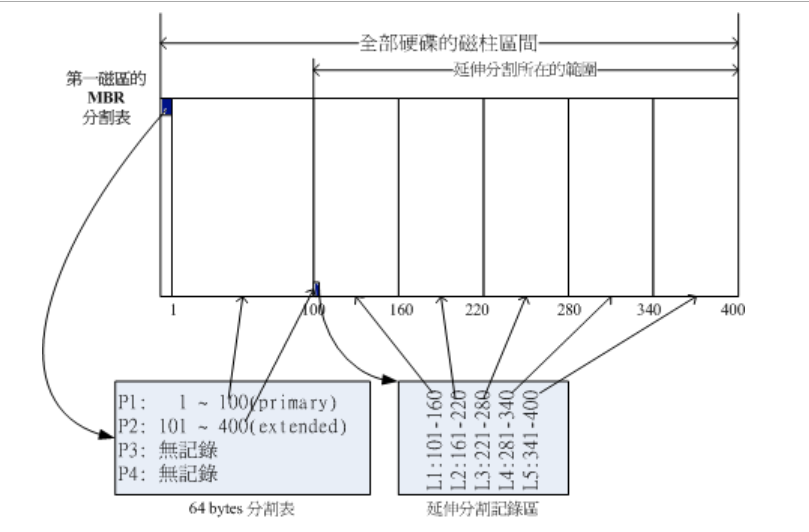 全部硬碟的磁柱區間
延伸分割所在的範圍
第一磁區的
MBR
分割表
1
100
160
220
280
340
400
P1: 1 ~ 100(primary)
P2: 101 ~ 400(extended)
P3: 無記錄
P4: 無記錄
L1:101-160
L2:161-220
L3:221-280
L4:281-340
L5:341-400
64 bytes 分割表
延伸分割記錄區